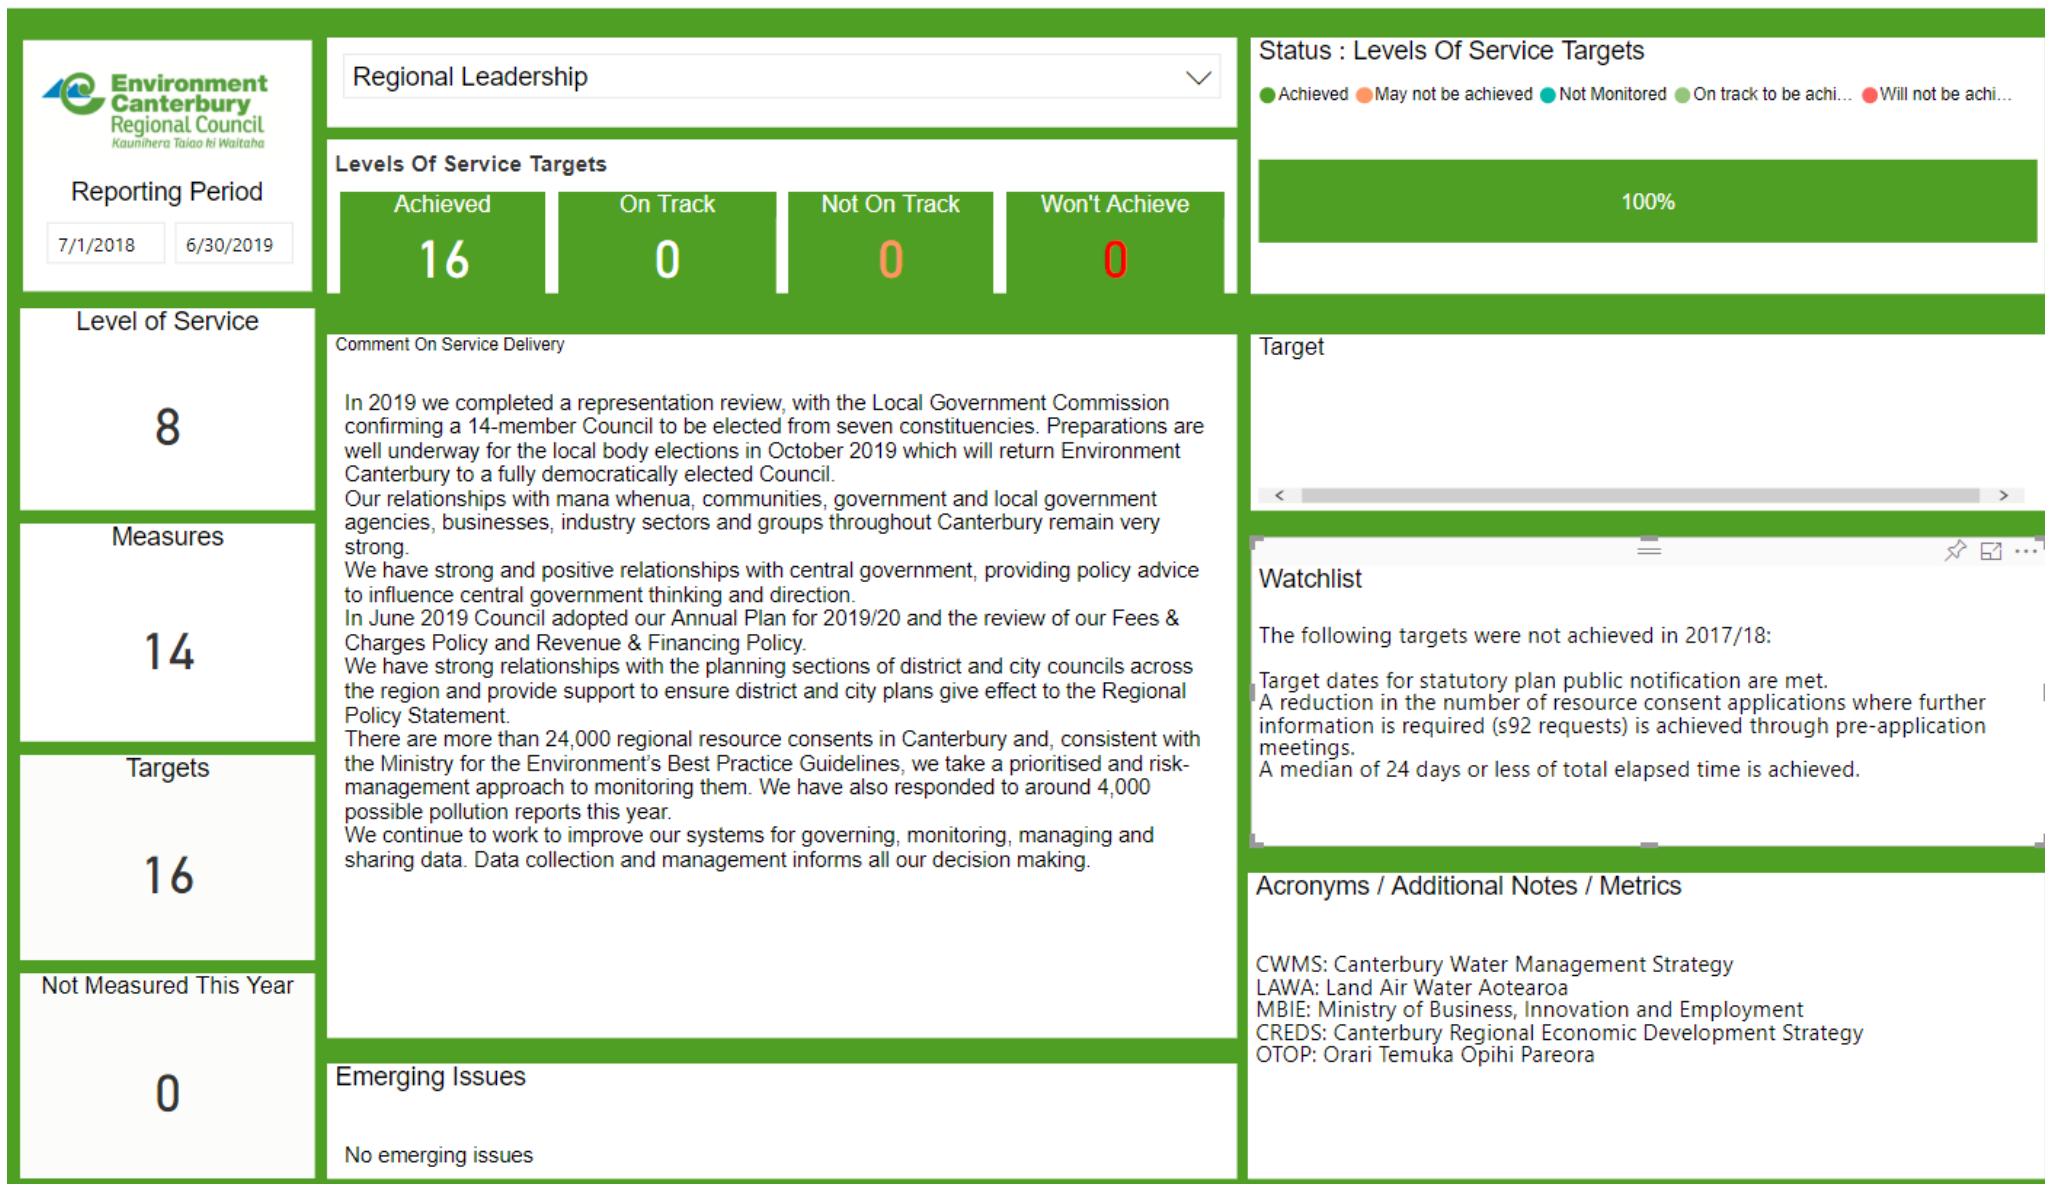 Environment
Canterbury
Regional Council
Kaunihera Taiao ki Waitaha
Reporting Period
7/1/2018
6/30/2019
Regional Leadership
Levels Of Service Targets
Achieved
16
On Track
0
Not On Track
0
Won't Achieve
0
Status : Levels Of Service Targets
Achieved
May not be achieved
Not Monitored
On track to be achi...
Will not be achi...
100%
Level of Service
8
Measures
14
Targets
16
Not Measured This Year
0
Comment On Service Delivery
In 2019 we completed a representation review, with the Local Government Commission
confirming a 14-member Council to be elected from seven constituencies. Preparations are
well underway for the local body elections in October 2019 which will return Environment
Canterbury to a fully democratically elected Council.
Our relationships with mana whenua, communities, government and local government
agencies, businesses, industry sectors and groups throughout Canterbury remain very
strong.
We have strong and positive relationships with central government, providing policy advice
to influence central government thinking and direction.
In June 2019 Council adopted our Annual Plan for 2019/20 and the review of our Fees &
Charges Policy and Revenue & Financing Policy.
We have strong relationships with the planning sections of district and city councils across
the region and provide support to ensure district and city plans give effect to the Regional
Policy Statement.
There are more than 24,000 regional resource consents in Canterbury and, consistent with
the Ministry for the Environment's Best Practice Guidelines, we take a prioritised and risk-
management approach to monitoring them. We have also responded to around 4,000
possible pollution reports this year.
We continue to work to improve our systems for governing, monitoring, managing and
sharing data. Data collection and management informs all our decision making.
Emerging Issues
No emerging issues
Target
Watchlist
The following targets were not achieved in 2017/18:
Target dates for statutory plan public notification are met.
A reduction in the number of resource consent applications where further
information is required (s92 requests) is achieved through pre-application
meetings.
A median of 24 days or less of total elapsed time is achieved.
Acronyms / Additional Notes / Metrics
CWMS: Canterbury Water Management Strategy
LAWA: Land Air Water Aotearoa
MBIE: Ministry of Business, Innovation and Employment
CREDS: Canterbury Regional Economic Development Strategy
OTOP: Orari Temuka Opihi Pareora